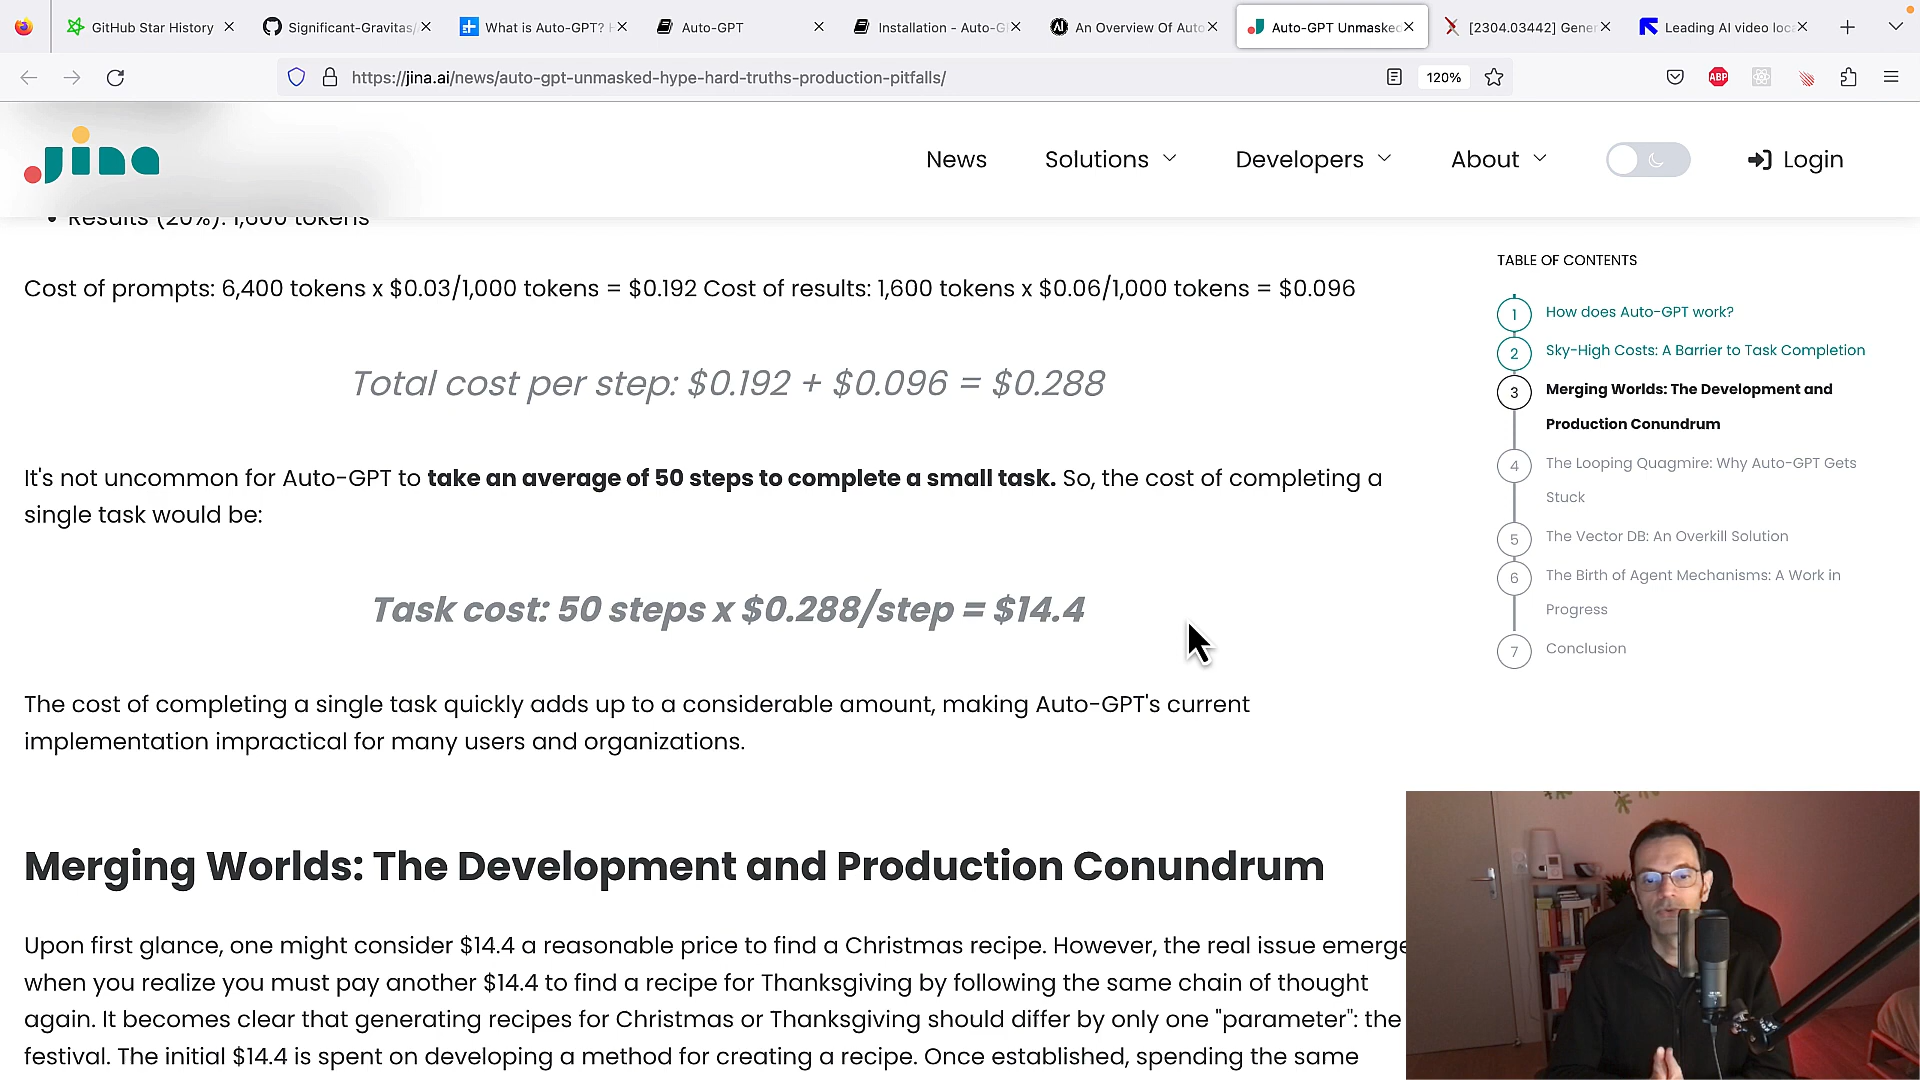 GitHub Star History
Significant-Gravitas/
What is Auto-GPT? H
Auto-GPT
Installation - Auto-G
An Overview Of Auto
Auto-GPT Unmasked
[2304.03442] Gene
Leading AI video loc
https://jina.ai/news/auto-gpt-unmasked-hype-hard-truths-production-pitfalls/
120%
ABP
Jina
News
Solutions
Developers
About
Login
• Results (20%): 1,600 tokens
Cost of prompts: 6,400 tokens x $0.03/1,000 tokens = $0.192 Cost of results: 1,600 tokens x $0.06/1,000 tokens = $0.096
Total cost per step: $0.192 + $0.096 = $0.288
It's not uncommon for Auto-GPT to take an average of 50 steps to complete a small task. So, the cost of completing a
single task would be:
Task cost: 50 steps x $0.288/step = $14.4
The cost of completing a single task quickly adds up to a considerable amount, making Auto-GPT's current
implementation impractical for many users and organizations.
Merging Worlds: The Development and Production Conundrum
Upon first glance, one might consider $14.4 a reasonable price to find a Christmas recipe. However, the real issue emerge
when you realize you must pay another $14.4 to find a recipe for Thanksgiving by following the same chain of thought
again. It becomes clear that generating recipes for Christmas or Thanksgiving should differ by only one "parameter": the
festival. The initial $14.4 is spent on developing a method for creating a recipe. Once established, spending the same
TABLE OF CONTENTS
1 How does Auto-GPT work?
2 Sky-High Costs: A Barrier to Task Completion
3 Merging Worlds: The Development and
Production Conundrum
4 The Looping Quagmire: Why Auto-GPT Gets
Stuck
5 The Vector DB: An Overkill Solution
6 The Birth of Agent Mechanisms: A Work in
Progress
7 Conclusion